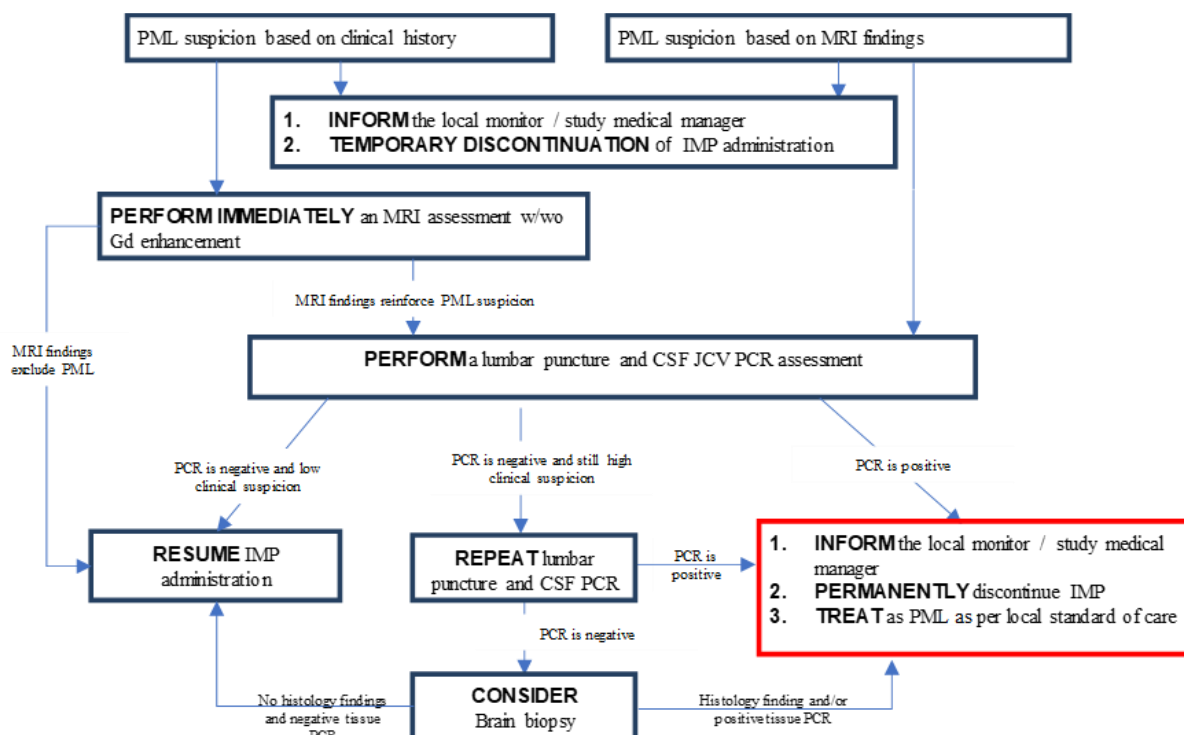 PML suspicion based on clinical history
PML suspicion based on MRI findings
1. INFORM the local monitor / study medical manager
2. TEMPORARY DISCONTINUATION of IMP administration
PERFORM IMMEDIATELY an MRI assessment w/wo
Gd enhancement
MRI findings reinforce PML suspicion
MRI findings
exclude PML
PERFORM a lumbar puncture and CSF JCV PCR assessment
PCR is negative and low
clinical suspicion
PCR is negative and still high
clinical suspicion
PCR is positive
RESUME IMP
administration
REPEAT lumbar
puncture and CSF PCR
PCR is
positive
1. INFORM the local monitor / study medical
manager
2. PERMANENTLY discontinue IMP
3. TREAT as PML as per local standard of care
PCR is negative
No histology findings
and negative tissue
PCR
CONSIDER
Brain biopsy
Histology finding and/or
positive tissue PCR